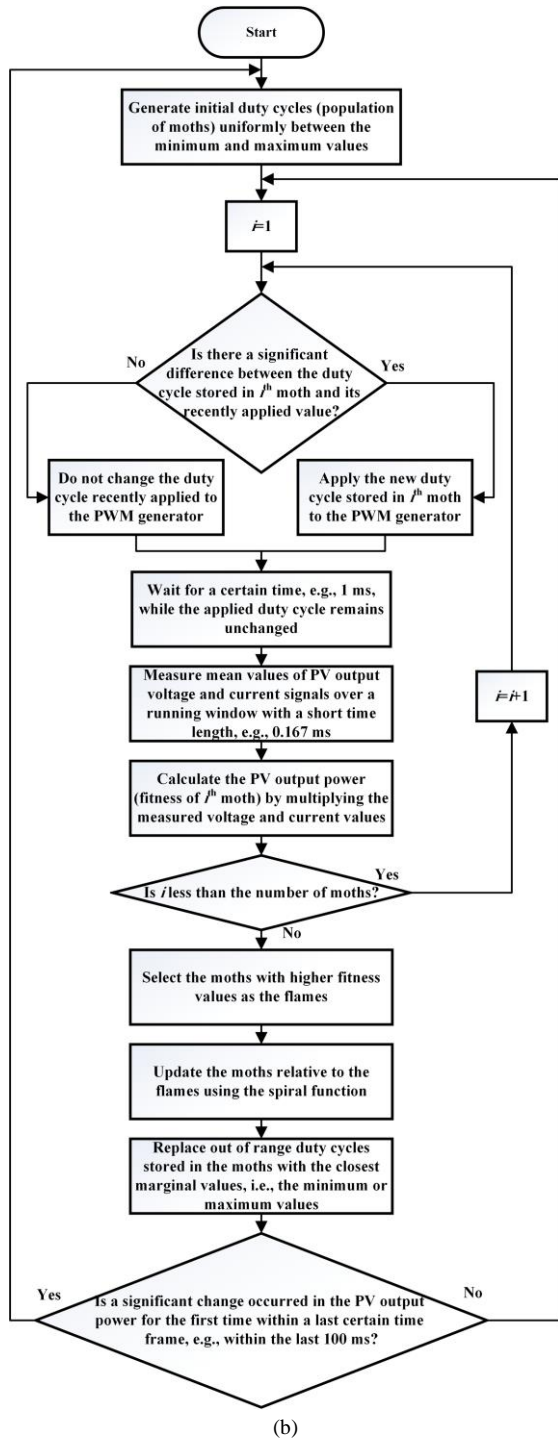 Start
Generate initial duty cycles (population
of moths) uniformly between the
minimum and maximum values
i=1
Is there a significant
difference between the duty
cycle stored in ith moth and its
recently applied value?
No
Yes
Do not change the duty
cycle recently applied to
the PWM generator
Apply the new duty
cycle stored in ith moth
to the PWM generator
Wait for a certain time, e.g., 1 ms,
while the applied duty cycle remains
unchanged
Measure mean values of PV output
voltage and current signals over a
running window with a short time
length, e.g., 0.167 ms
i=i+1
Calculate the PV output power
(fitness of ith moth) by multiplying the
measured voltage and current values
Is i less than the number of moths?
Yes
No
Select the moths with higher fitness
values as the flames
Update the moths relative to the
flames using the spiral function
Replace out of range duty cycles
stored in the moths with the closest
marginal values, i.e., the minimum or
maximum values
Yes
No
Is a significant change occurred in the PV output
power for the first time within a last certain time
frame, e.g., within the last 100 ms?
(b)